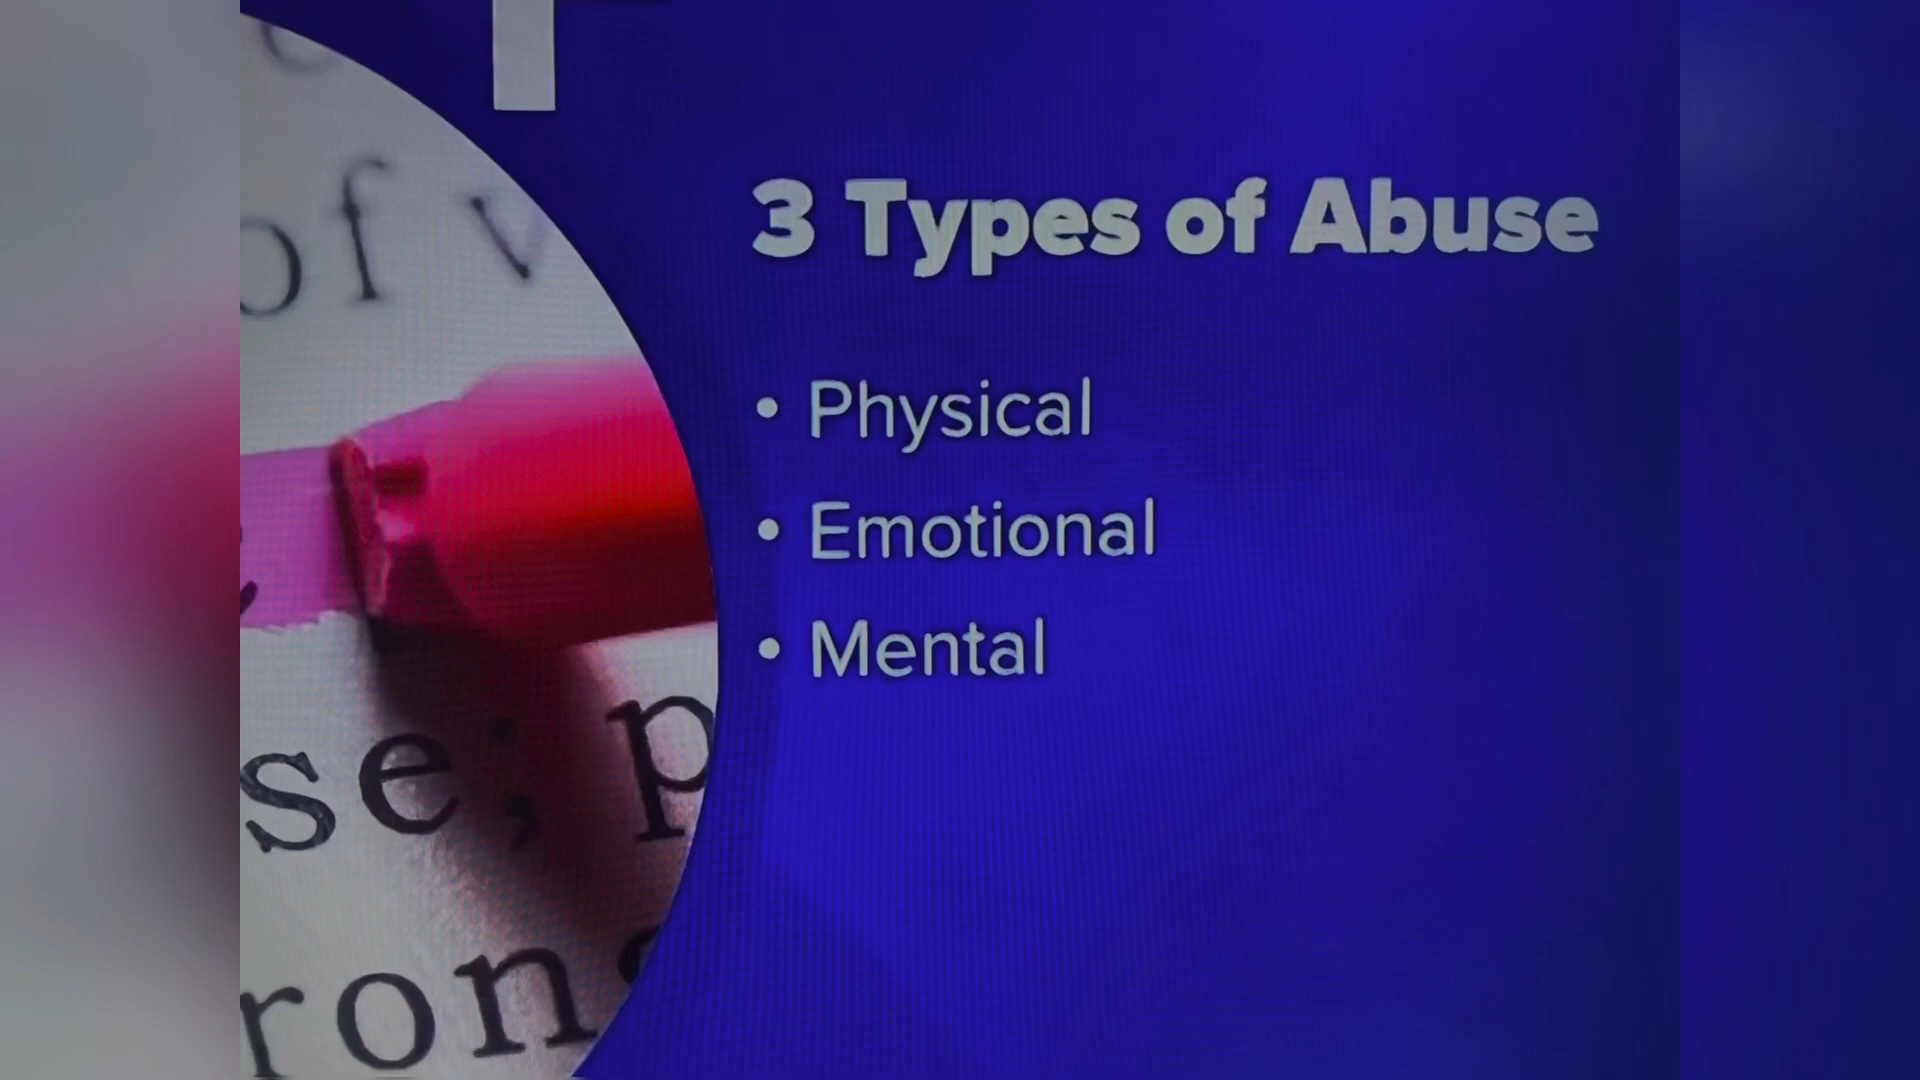 of v
se; p
ron
3 Types of Abuse
• Physical
• Emotional
• Mental